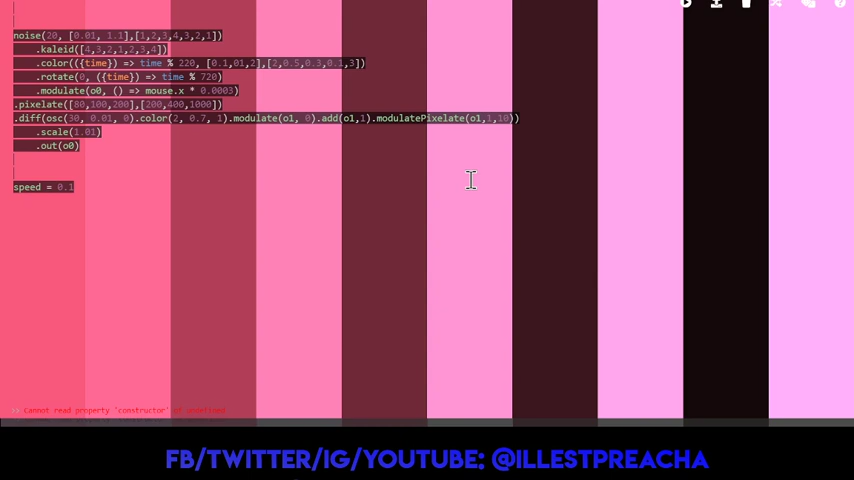 noise(20, [0.01, 1.1],[1,2,3,4,3,2,1])
.kaleid([4,3,2,1,2,3,4])
.color(({time}) => time % 220, [0.1,01,2],[2,0.5,0.3,0.1,3])
.rotate(0, ({time}) => time % 720)
.modulate(o0, () => mouse.x * 0.0003)
.pixelate([80,100,200],[200,400,1000])
.diff(osc(30, 0.01, 0).color(2, 0.7, 1).modulate(o1, 0).add(o1,1).modulatePixelate(o1,1,10))
.scale(1.01)
.out(o0)
speed = 0.1
>> Cannot read property 'constructor' of undefined
FB/TWITTER/IG/YOUTUBE: @ILLESTPREACHA